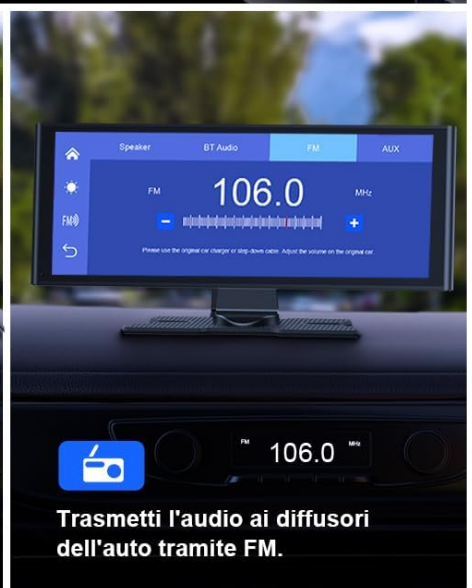 Speaker BT Audio FM AUX
FM 106.0 MHz
FM
Please use the original car charger or step-down cable. Adjust the volume on the original car.
FM 106.0 MHz
Trasmetti l'audio ai diffusori
dell'auto tramite FM.